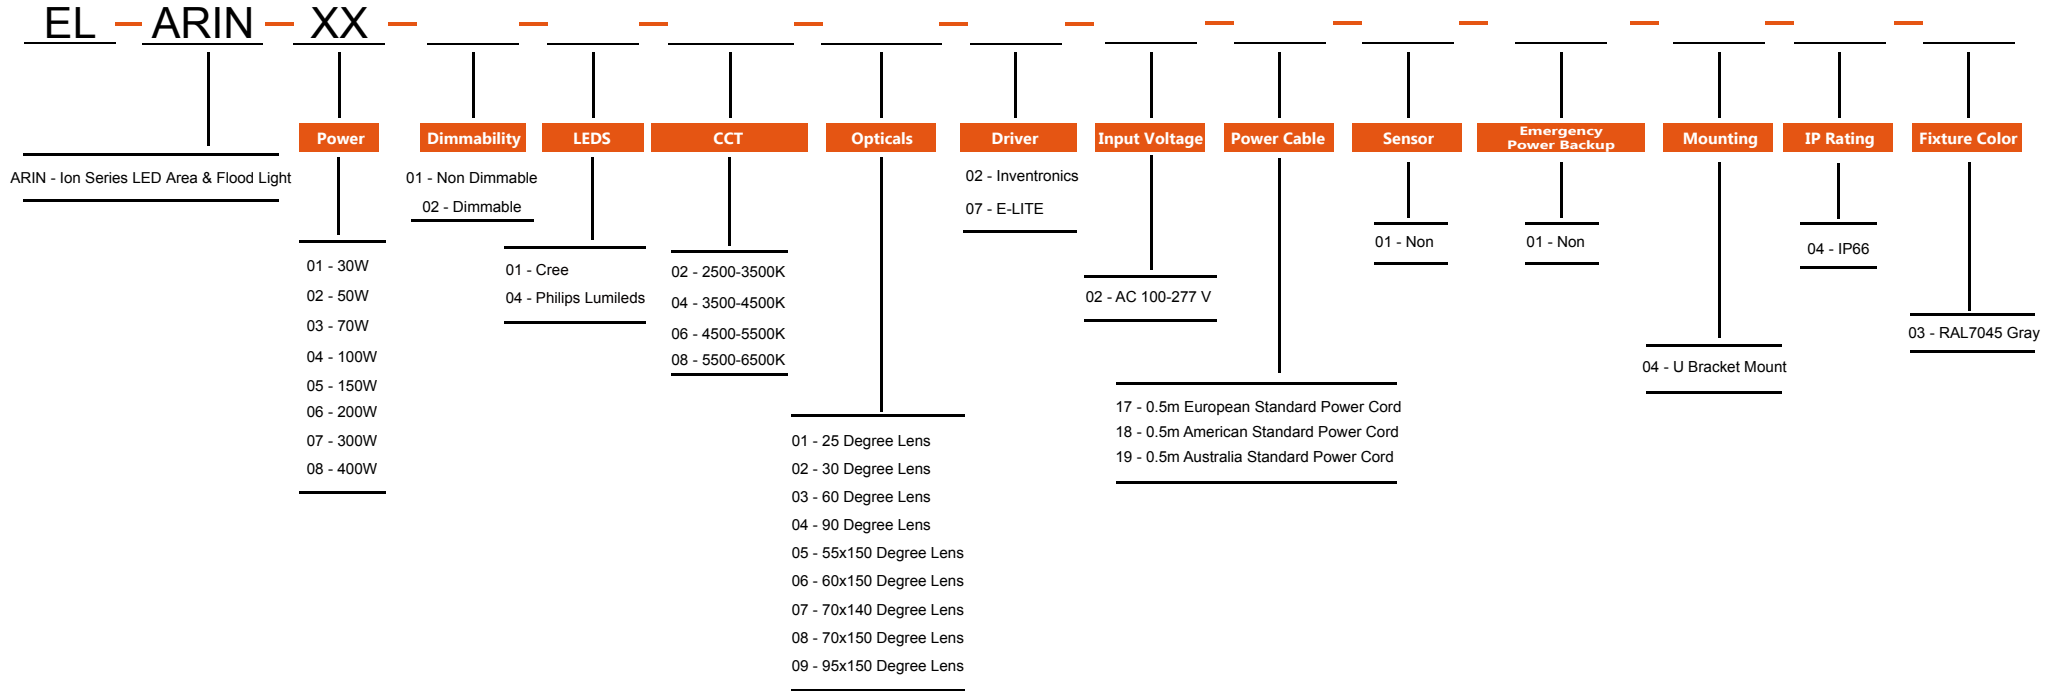 EL – ARIN – XX – – – – – – – – – – – –
Power
Dimmability
LEDS
CCT
Opticals
Driver
Input Voltage
Power Cable
Sensor
Emergency
Power Backup
Mounting
IP Rating
Fixture Color
ARIN - Ion Series LED Area & Flood Light
01 - 30W
02 - 50W
03 - 70W
04 - 100W
05 - 150W
06 - 200W
07 - 300W
08 - 400W
01 - Non Dimmable
02 - Dimmable
01 - Cree
04 - Philips Lumileds
02 - 2500-3500K
04 - 3500-4500K
06 - 4500-5500K
08 - 5500-6500K
01 - 25 Degree Lens
02 - 30 Degree Lens
03 - 60 Degree Lens
04 - 90 Degree Lens
05 - 55x150 Degree Lens
06 - 60x150 Degree Lens
07 - 70x140 Degree Lens
08 - 70x150 Degree Lens
09 - 95x150 Degree Lens
02 - Inventronics
07 - E-LITE
02 - AC 100-277 V
17 - 0.5m European Standard Power Cord
18 - 0.5m American Standard Power Cord
19 - 0.5m Australia Standard Power Cord
01 - Non
01 - Non
04 - U Bracket Mount
04 - IP66
03 - RAL7045 Gray